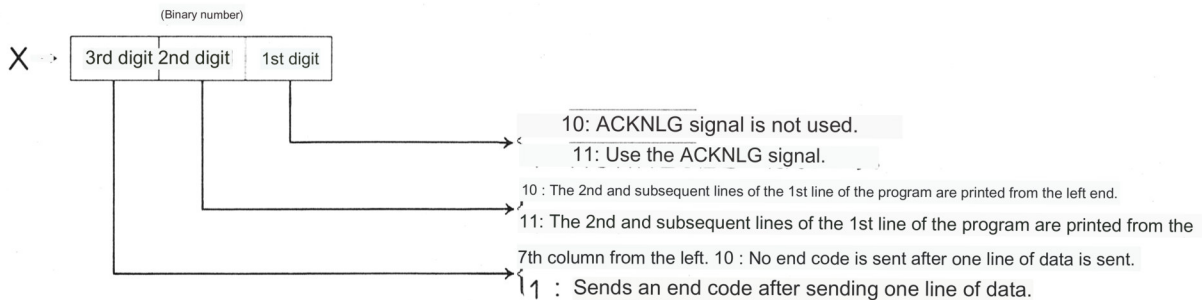 (Binary number)
X → 3rd digit 2nd digit 1st digit
10: ACKNLG signal is not used.
11: Use the ACKNLG signal.
10 : The 2nd and subsequent lines of the 1st line of the program are printed from the left end.
11: The 2nd and subsequent lines of the 1st line of the program are printed from the
7th column from the left. 10 : No end code is sent after one line of data is sent.
1 : Sends an end code after sending one line of data.